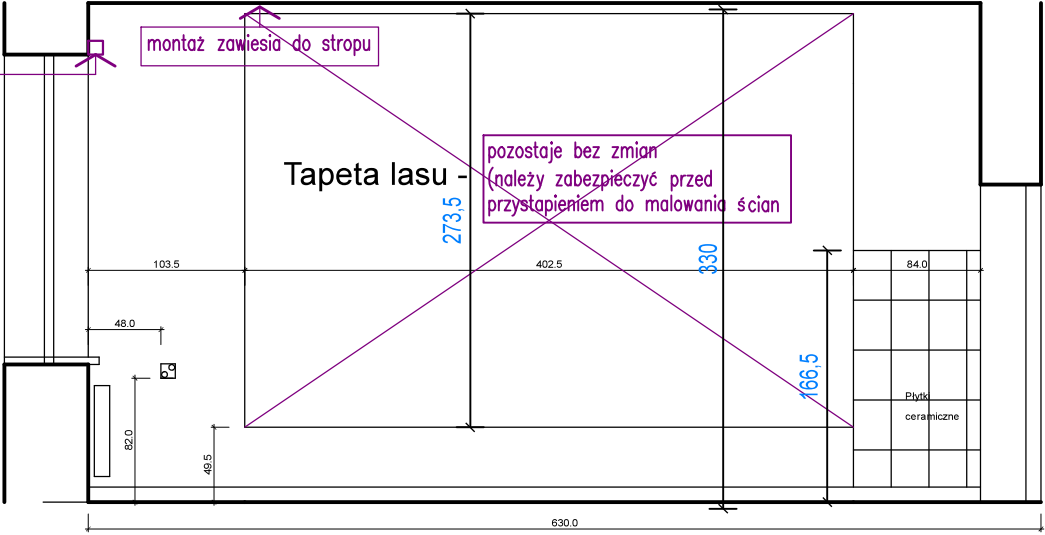 montaż zawiesia do stropu
pozostaje bez zmian
Tapeta lasu -
(należy zabezpieczyć przed
przystąpieniem do malowania ścian
273,5
330
103.5
402.5
84.0
48.0
166,5
Płytki
ceramiczne
82.0
49.5
630.0